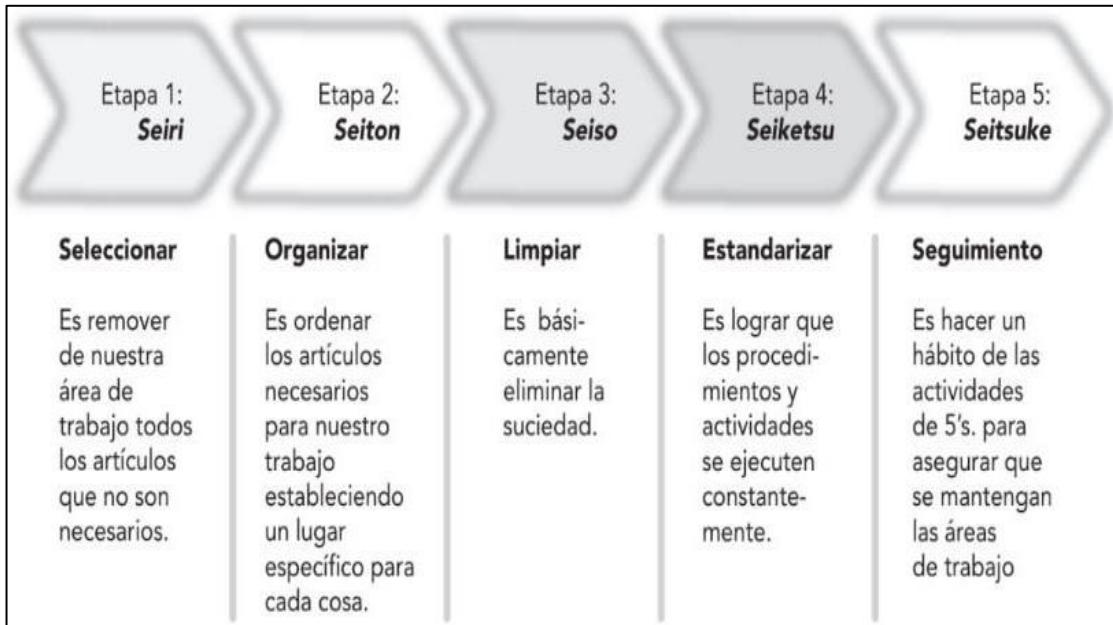 Etapa 1:
Seiri
Etapa 2:
Seiton
Etapa 3:
Seiso
Etapa 4:
Seiketsu
Etapa 5:
Seitsuke
Seleccionar
Es remover
de nuestra
área de
trabajo todos
los artículos
que no son
necesarios.
Organizar
Es ordenar
los artículos
necesarios
para nuestro
trabajo
estableciendo
un lugar
específico para
cada cosa.
Limpiar
Es bási-
camente
eliminar la
suciedad.
Estandarizar
Es lograr que
los procedi-
mientos y
actividades
se ejecuten
constante-
mente.
Seguimiento
Es hacer un
hábito de las
actividades
de 5's. para
asegurar que
se mantengan
las áreas
de trabajo